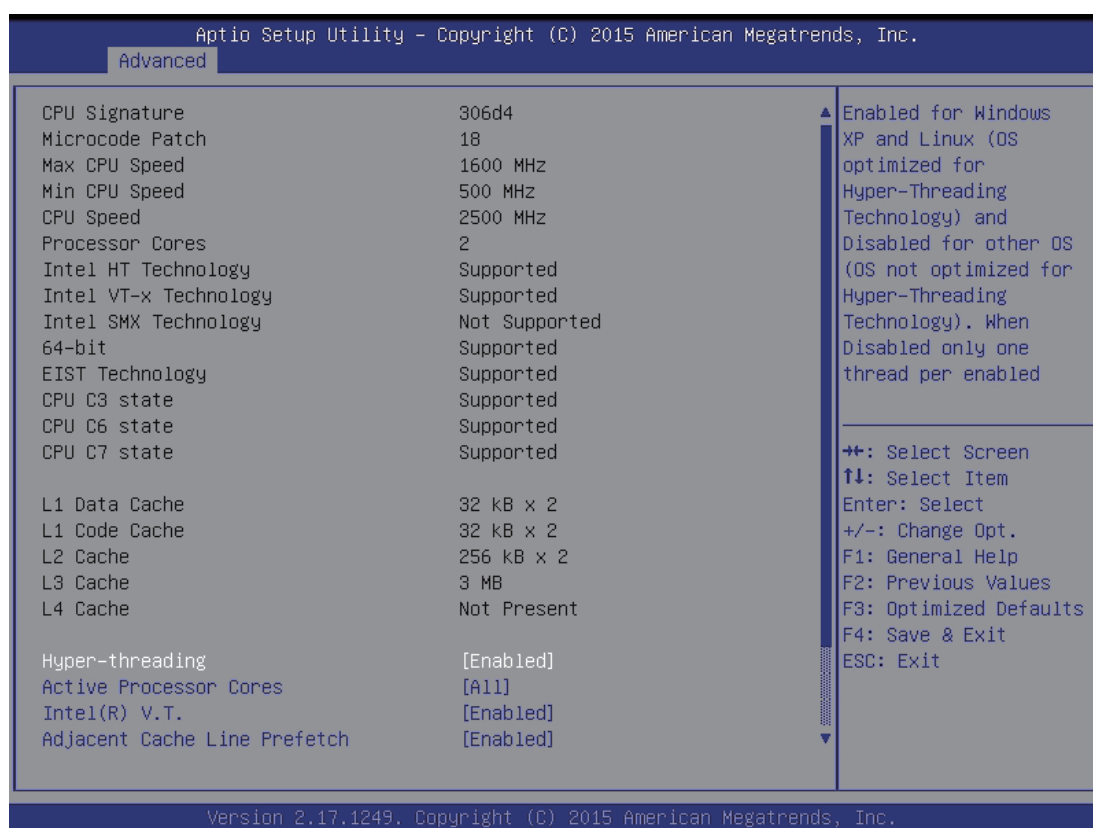 Aptio Setup Utility – Copyright (C) 2015 American Megatrends, Inc.
Advanced
CPU Signature 306d4
Microcode Patch 18
Max CPU Speed 1600 MHz
Min CPU Speed 500 MHz
CPU Speed 2500 MHz
Processor Cores 2
Intel HT Technology Supported
Intel VT-x Technology Supported
Intel SMX Technology Not Supported
64-bit Supported
EIST Technology Supported
CPU C3 state Supported
CPU C6 state Supported
CPU C7 state Supported
L1 Data Cache 32 kB x 2
L1 Code Cache 32 kB x 2
L2 Cache 256 kB x 2
L3 Cache 3 MB
L4 Cache Not Present
Hyper-threading [Enabled]
Active Processor Cores [All]
Intel(R) V.T. [Enabled]
Adjacent Cache Line Prefetch [Enabled]
Enabled for Windows
XP and Linux (OS
optimized for
Hyper-Threading
Technology) and
Disabled for other OS
(OS not optimized for
Hyper-Threading
Technology). When
Disabled only one
thread per enabled
→←: Select Screen
↑↓: Select Item
Enter: Select
+/-: Change Opt.
F1: General Help
F2: Previous Values
F3: Optimized Defaults
F4: Save & Exit
ESC: Exit
Version 2.17.1249. Copyright (C) 2015 American Megatrends, Inc.